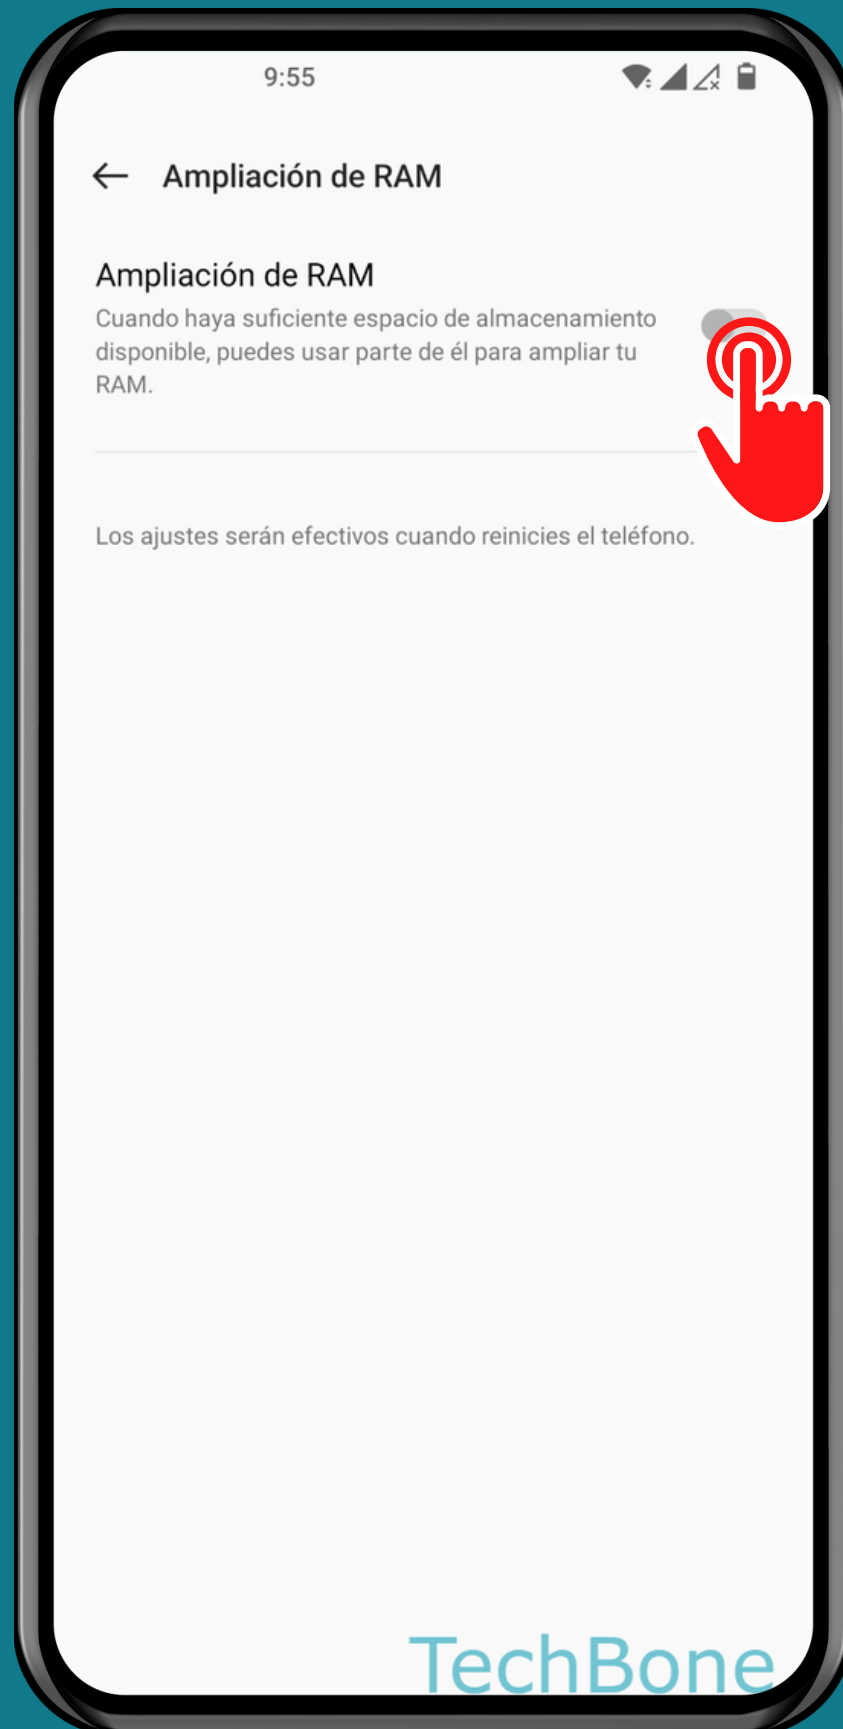 9:55
Ampliación de RAM
Ampliación de RAM
Cuando haya suficiente espacio de almacenamiento
disponible, puedes usar parte de él para ampliar tu
RAM.
Los ajustes serán efectivos cuando reinicies el teléfono.
TechBone